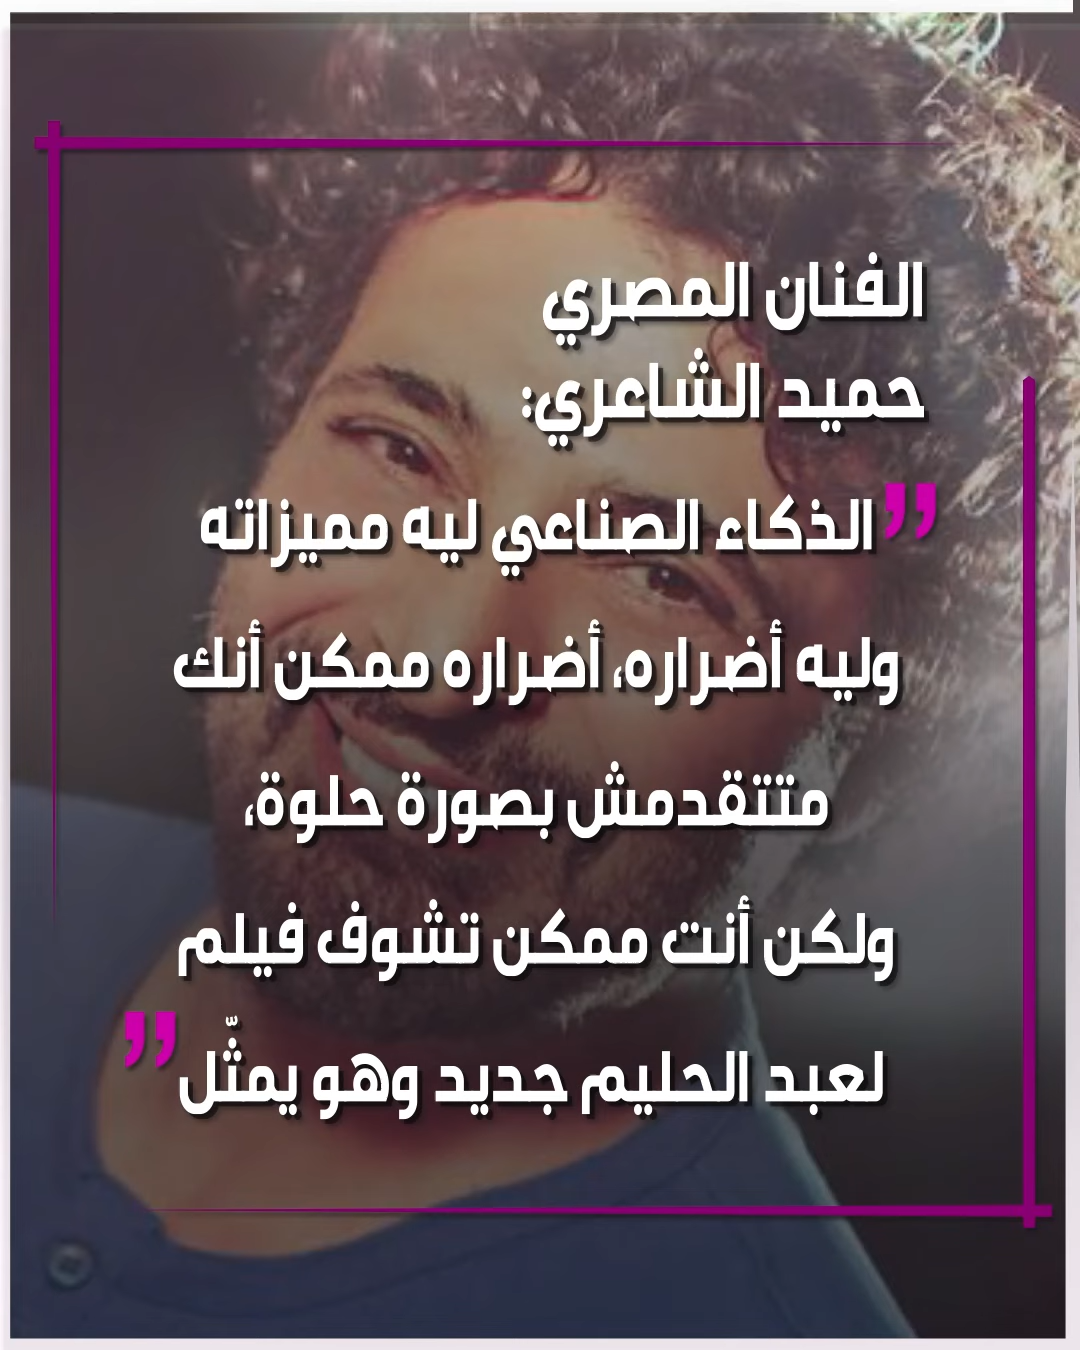 الفنان المصري
حميد الشاعري:
"الذكاء الصناعي ليه مميزاته
وليه أضراره، أضراره ممكن أنك
متتقدمش بصورة حلوة،
ولكن أنت ممكن تشوف فيلم
لعبد الحليم جديد وهو يمثّل"